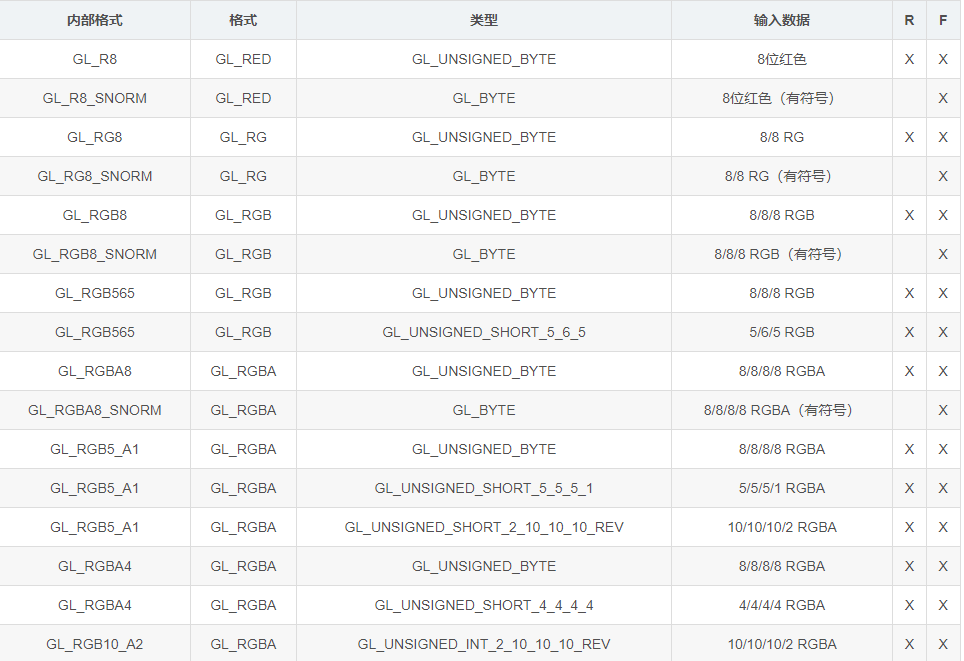 内部格式 格式 类型 输入数据 R F
GL_R8 GL_RED GL_UNSIGNED_BYTE 8位红色 X X
GL_R8_SNORM GL_RED GL_BYTE 8位红色（有符号） X
GL_RG8 GL_RG GL_UNSIGNED_BYTE 8/8 RG X X
GL_RG8_SNORM GL_RG GL_BYTE 8/8 RG（有符号） X
GL_RGB8 GL_RGB GL_UNSIGNED_BYTE 8/8/8 RGB X X
GL_RGB8_SNORM GL_RGB GL_BYTE 8/8/8 RGB（有符号） X
GL_RGB565 GL_RGB GL_UNSIGNED_BYTE 8/8/8 RGB X X
GL_RGB565 GL_RGB GL_UNSIGNED_SHORT_5_6_5 5/6/5 RGB X X
GL_RGBA8 GL_RGBA GL_UNSIGNED_BYTE 8/8/8/8 RGBA X X
GL_RGBA8_SNORM GL_RGBA GL_BYTE 8/8/8/8 RGBA（有符号） X
GL_RGB5_A1 GL_RGBA GL_UNSIGNED_BYTE 8/8/8/8 RGBA X X
GL_RGB5_A1 GL_RGBA GL_UNSIGNED_SHORT_5_5_5_1 5/5/5/1 RGBA X X
GL_RGB5_A1 GL_RGBA GL_UNSIGNED_SHORT_2_10_10_10_REV 10/10/10/2 RGBA X X
GL_RGBA4 GL_RGBA GL_UNSIGNED_BYTE 8/8/8/8 RGBA X X
GL_RGBA4 GL_RGBA GL_UNSIGNED_SHORT_4_4_4_4 4/4/4/4 RGBA X X
GL_RGB10_A2 GL_RGBA GL_UNSIGNED_INT_2_10_10_10_REV 10/10/10/2 RGBA X X